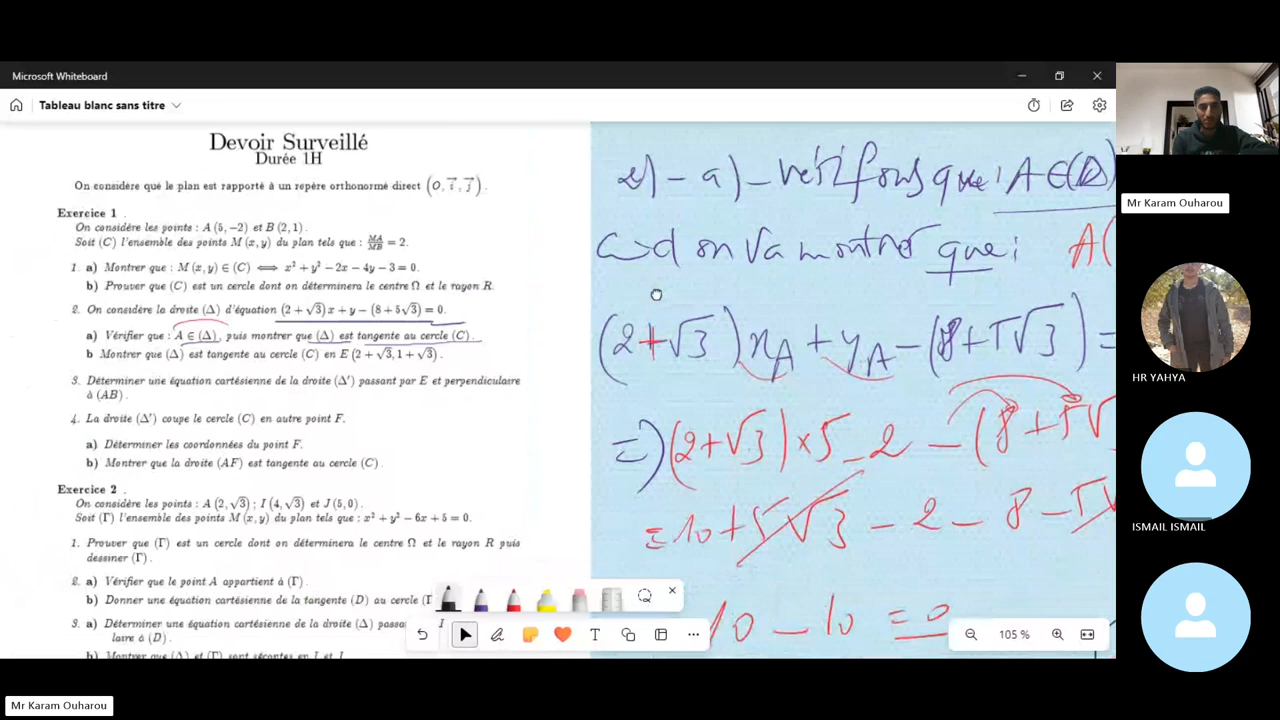 Microsoft Whiteboard
Tableau blanc sans titre
Devoir Surveillé
Durée 1H
On considère que le plan est rapporté à un repère orthonormé direct (O, i, j).
Exercice 1 .
On considère les points : A (5, −2) et B (2, 1).
Soit (C) l'ensemble des points M (x, y) du plan tels que : MA/MB = 2.
1. a) Montrer que : M (x, y) ∈ (C) ⟺ x² + y² − 2x − 4y − 3 = 0.
b) Prouver que (C) est un cercle dont on déterminera le centre Ω et le rayon R.
2. On considère la droite (Δ) d'équation (2 + √3) x + y − (8 + 5√3) = 0.
a) Vérifier que : A ∈ (Δ), puis montrer que (Δ) est tangente au cercle (C).
b Montrer que (Δ) est tangente au cercle (C) en E (2 + √3, 1 + √3).
3. Déterminer une équation cartésienne de la droite (Δ') passant par E et perpendiculaire
à (AB).
4. La droite (Δ') coupe le cercle (C) en autre point F.
a) Déterminer les coordonnées du point F.
b) Montrer que la droite (AF) est tangente au cercle (C).
Exercice 2 .
On considère les points : A (2, √3) ; I (4, √3) et J (5, 0).
Soit (Γ) l'ensemble des points M (x, y) du plan tels que : x² + y² − 6x + 5 = 0.
1. Prouver que (Γ) est un cercle dont on déterminera le centre Ω et le rayon R puis
dessiner (Γ).
2. a) Vérifier que le point A appartient à (Γ).
b) Donner une équation cartésienne de la tangente (D) au cercle (Γ
3. a) Déterminer une équation cartésienne de la droite (Δ) passa
laire à (D).
b) Montrer que (Δ) et (Γ) sont sécantes en I et J
2) - a) - vérifions que : A ∈ (Δ)
C-d on va montrer que : A(
(2 + √3) xA + yA − (8 + 5√3) =
=> (2+√3) × 5 − 2 − (8 + 5√
= 10 + 5√3 − 2 − 8 − 5√
10 − 10 = 0
105 %
Mr Karam Ouharou
HR YAHYA
ISMAIL ISMAIL
Mr Karam Ouharou